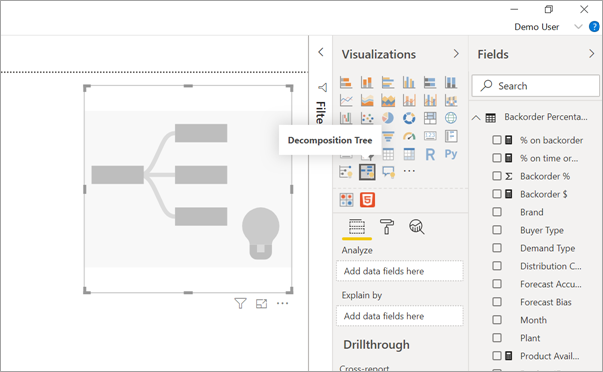 Demo User
?
Visualizations
Fields
Search
Filte
Decomposition Tree
R
Py
5
Backorder Percenta...
% on backorder
% on time or...
Σ Backorder %
Backorder $
Brand
Buyer Type
Demand Type
Distribution C...
Forecast Accu...
Forecast Bias
Month
Plant
Product Avail...
Analyze
Add data fields here
Explain by
Add data fields here
Drillthrough
Cross-report